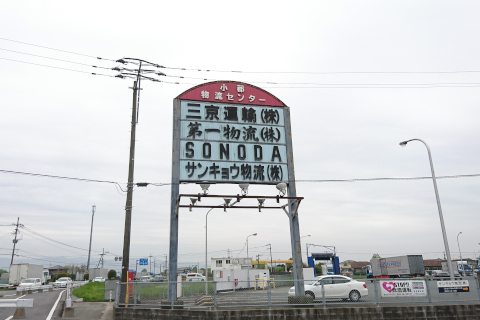 小郡
物流センター
三京運輸(株)
第一物流(株)
SONODA
サンキョウ物流(株)